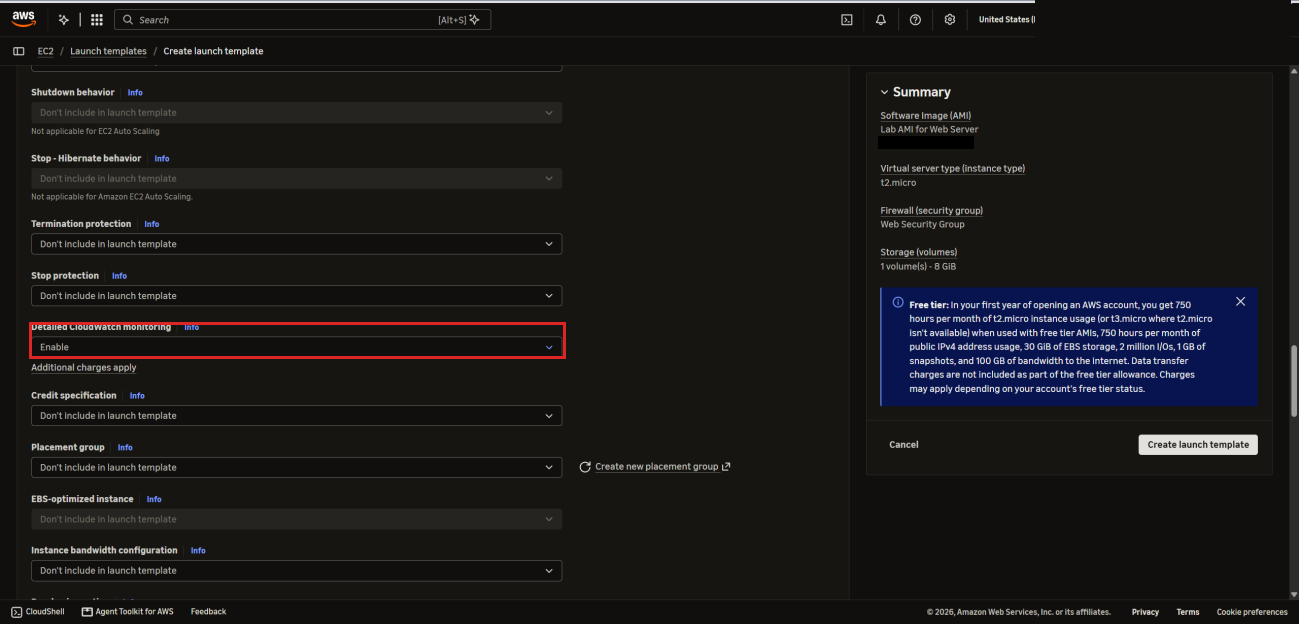 aws
Search
[Alt+S]
United States (
EC2 / Launch templates / Create launch template
Shutdown behavior Info
Don't include in launch template
Not applicable for EC2 Auto Scaling
Stop - Hibernate behavior Info
Don't include in launch template
Not applicable for Amazon EC2 Auto Scaling.
Termination protection Info
Don't include in launch template
Stop protection Info
Don't include in launch template
Detailed CloudWatch monitoring Info
Enable
Additional charges apply
Credit specification Info
Don't include in launch template
Placement group Info
Don't include in launch template
Create new placement group
EBS-optimized instance Info
Don't include in launch template
Instance bandwidth configuration Info
Don't include in launch template
Summary
Software Image (AMI)
Lab AMI for Web Server
Virtual server type (instance type)
t2.micro
Firewall (security group)
Web Security Group
Storage (volumes)
1 volume(s) - 8 GiB
Free tier: In your first year of opening an AWS account, you get 750
hours per month of t2.micro instance usage (or t3.micro where t2.micro
isn't available) when used with free tier AMIs, 750 hours per month of
public IPv4 address usage, 30 GiB of EBS storage, 2 million I/Os, 1 GB of
snapshots, and 100 GB of bandwidth to the internet. Data transfer
charges are not included as part of the free tier allowance. Charges
may apply depending on your account's free tier status.
Cancel
Create launch template
CloudShell
Agent Toolkit for AWS
Feedback
© 2026, Amazon Web Services, Inc. or its affiliates.
Privacy
Terms
Cookie preferences